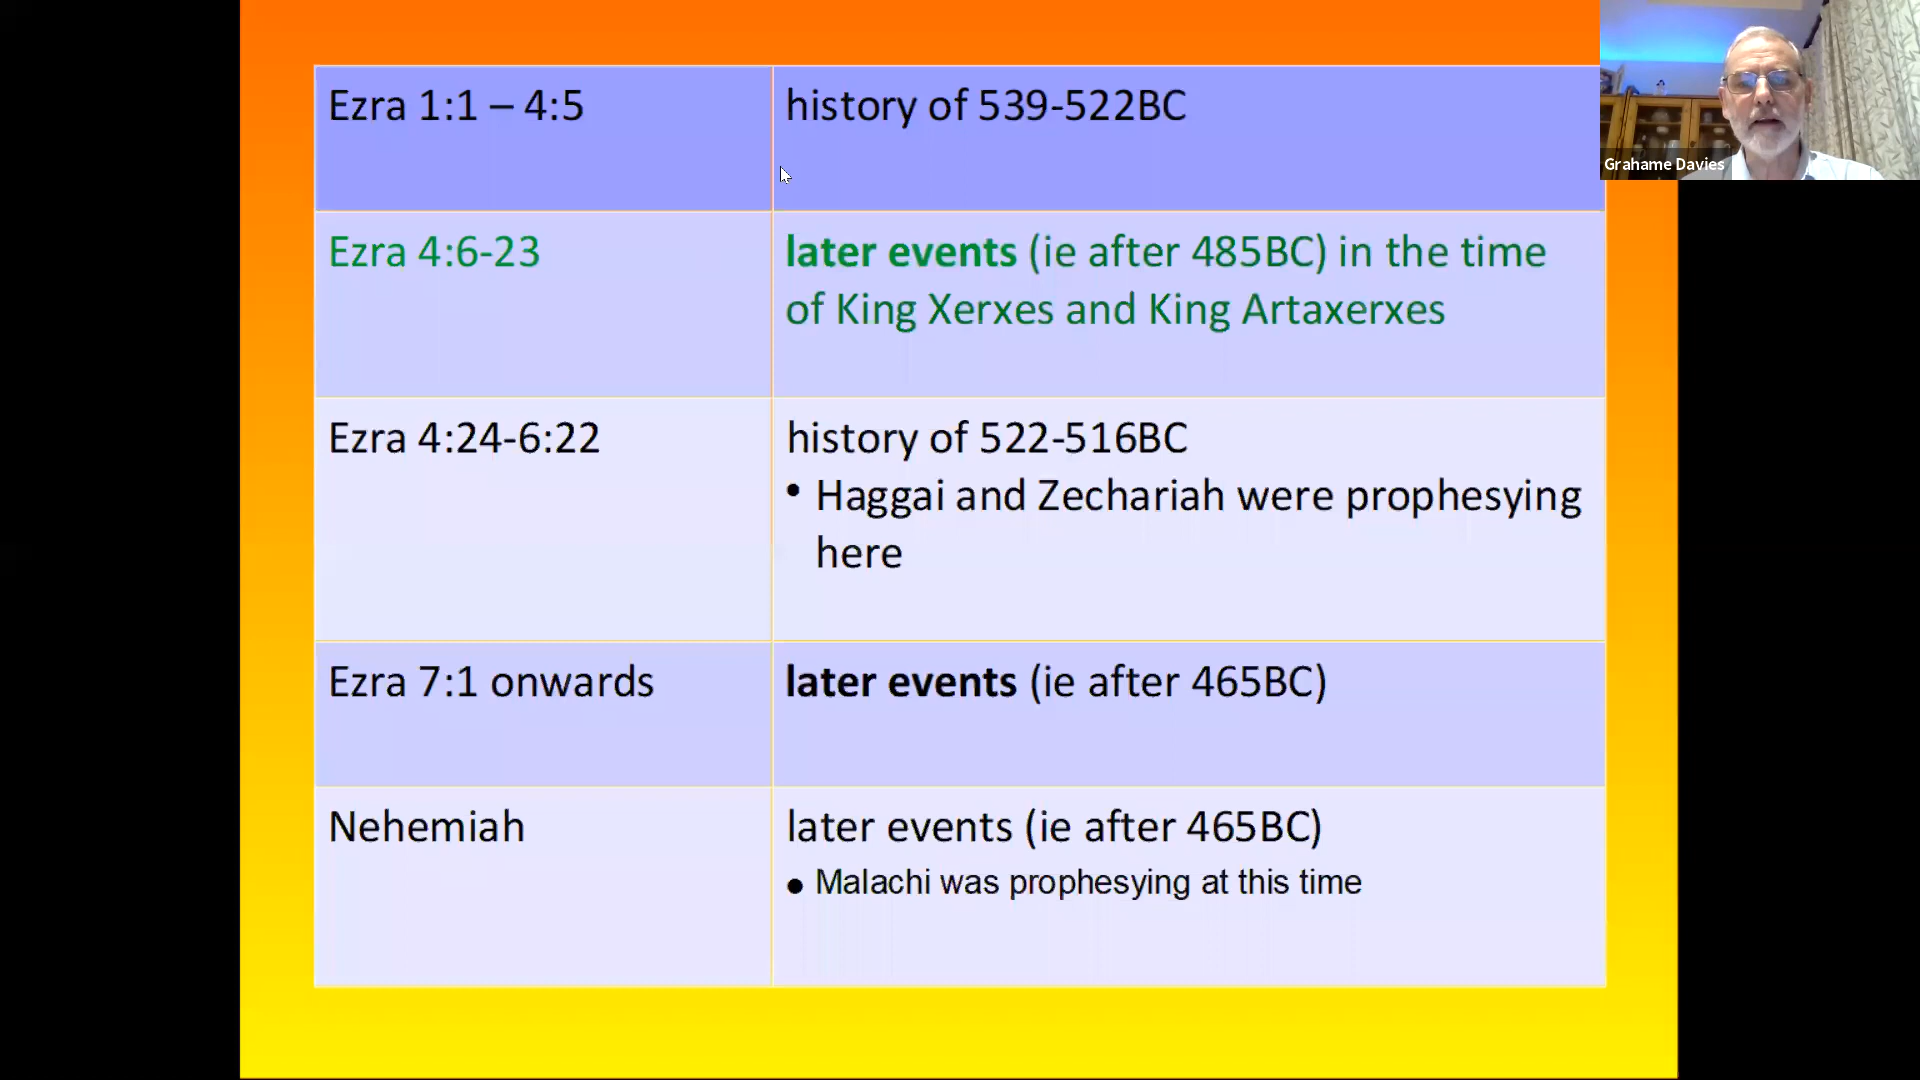 Ezra 1:1 – 4:5
history of 539-522BC
Ezra 4:6-23
later events (ie after 485BC) in the time
of King Xerxes and King Artaxerxes
Ezra 4:24-6:22
history of 522-516BC
• Haggai and Zechariah were prophesying
here
Ezra 7:1 onwards
later events (ie after 465BC)
Nehemiah
later events (ie after 465BC)
● Malachi was prophesying at this time
Grahame Davies